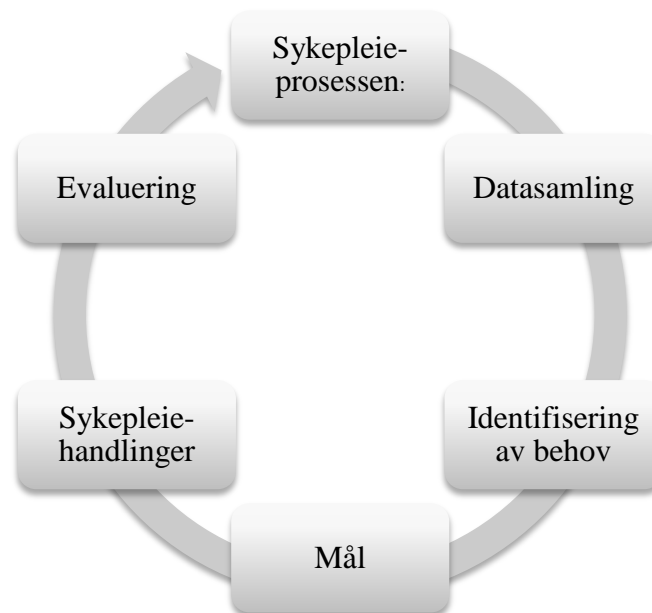 Sykepleie-
prosessen:
Datasamling
Identifisering
av behov
Mål
Sykepleie-
handlinger
Evaluering